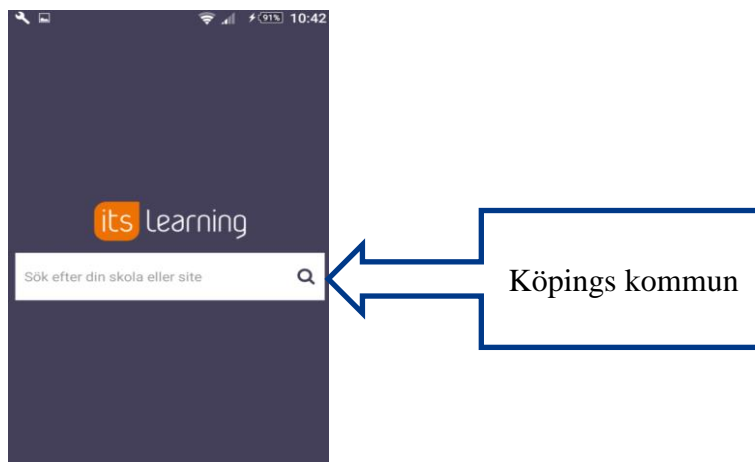 91% 10:42
its learning
Sök efter din skola eller site
Köpings kommun